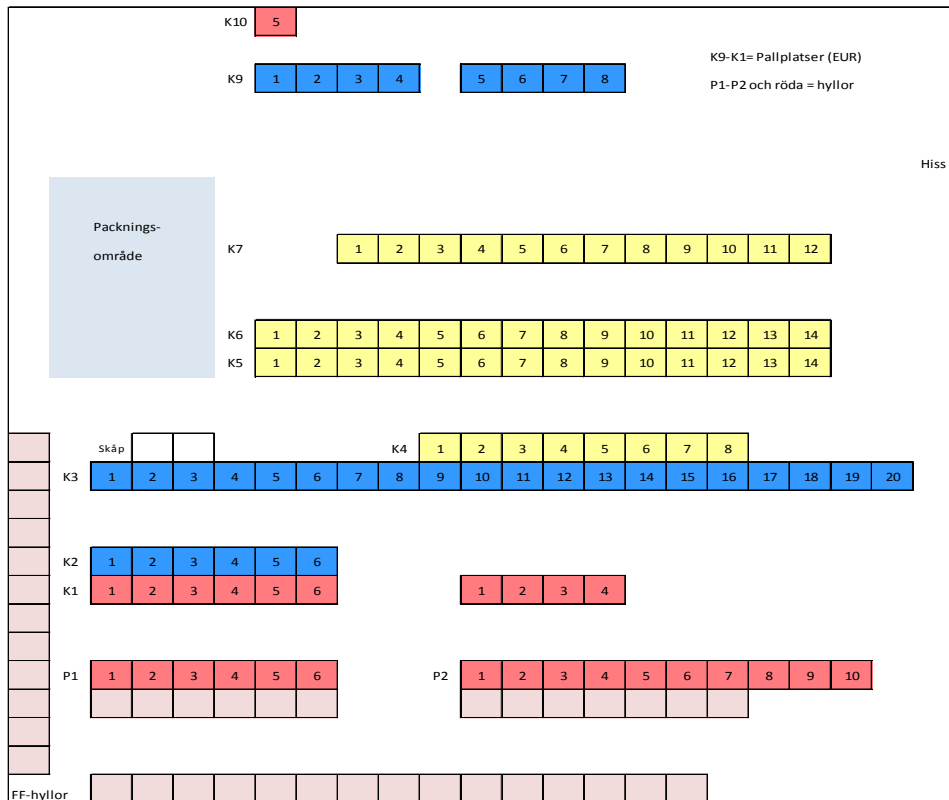 K10 5
K9 1 2 3 4 5 6 7 8
K9-K1= Pallplatser (EUR)
P1-P2 och röda = hyllor
Hiss
Packnings-
område
K7 1 2 3 4 5 6 7 8 9 10 11 12
K6 1 2 3 4 5 6 7 8 9 10 11 12 13 14
K5 1 2 3 4 5 6 7 8 9 10 11 12 13 14
Skåp K4 1 2 3 4 5 6 7 8
K3 1 2 3 4 5 6 7 8 9 10 11 12 13 14 15 16 17 18 19 20
K2 1 2 3 4 5 6
K1 1 2 3 4 5 6 1 2 3 4
P1 1 2 3 4 5 6 P2 1 2 3 4 5 6 7 8 9 10
FF-hyllor